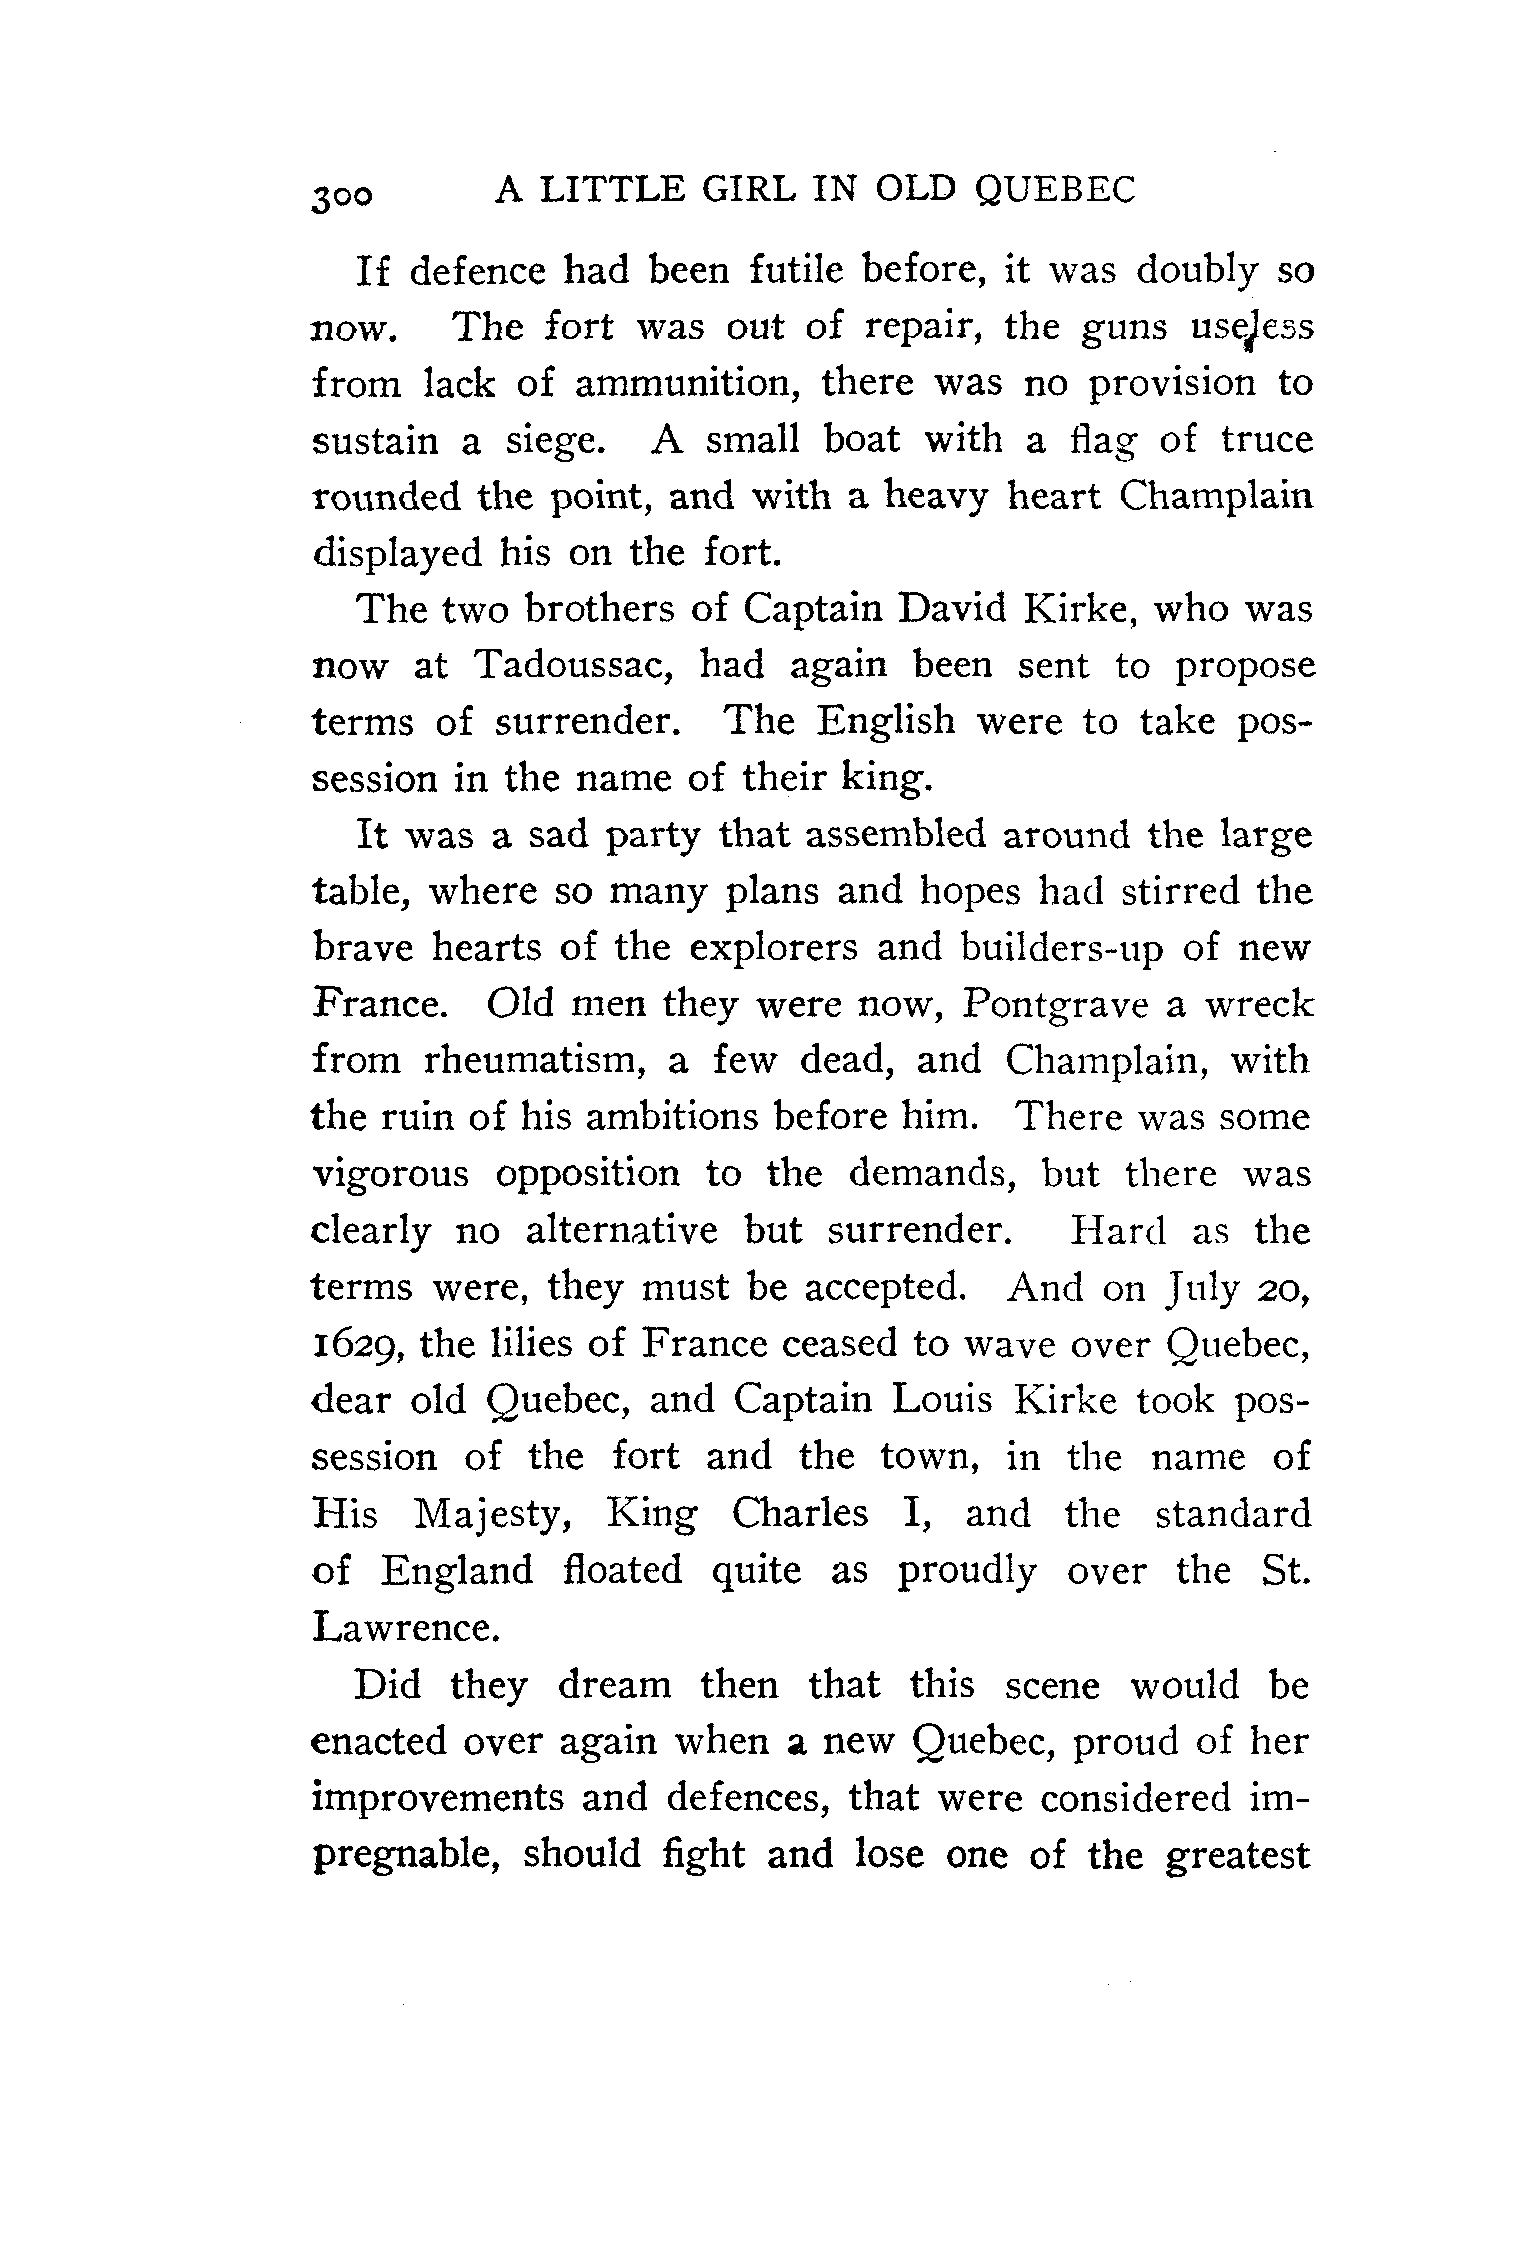 300 A LITTLE GIRL IN OLD QUEBEC
If defence had been futile before, it was doubly so
now. The fort was out of repair, the guns useless
from lack of ammunition, there was no provision to
sustain a siege. A small boat with a flag of truce
rounded the point, and with a heavy heart Champlain
displayed his on the fort.
The two brothers of Captain David Kirke, who was
now at Tadoussac, had again been sent to propose
terms of surrender. The English were to take pos-
session in the name of their king.
It was a sad party that assembled around the large
table, where so many plans and hopes had stirred the
brave hearts of the explorers and builders-up of new
France. Old men they were now, Pontgrave a wreck
from rheumatism, a few dead, and Champlain, with
the ruin of his ambitions before him. There was some
vigorous opposition to the demands, but there was
clearly no alternative but surrender. Hard as the
terms were, they must be accepted. And on July 20,
1629, the lilies of France ceased to wave over Quebec,
dear old Quebec, and Captain Louis Kirke took pos-
session of the fort and the town, in the name of
His Majesty, King Charles I, and the standard
of England floated quite as proudly over the St.
Lawrence.
Did they dream then that this scene would be
enacted over again when a new Quebec, proud of her
improvements and defences, that were considered im-
pregnable, should fight and lose one of the greatest